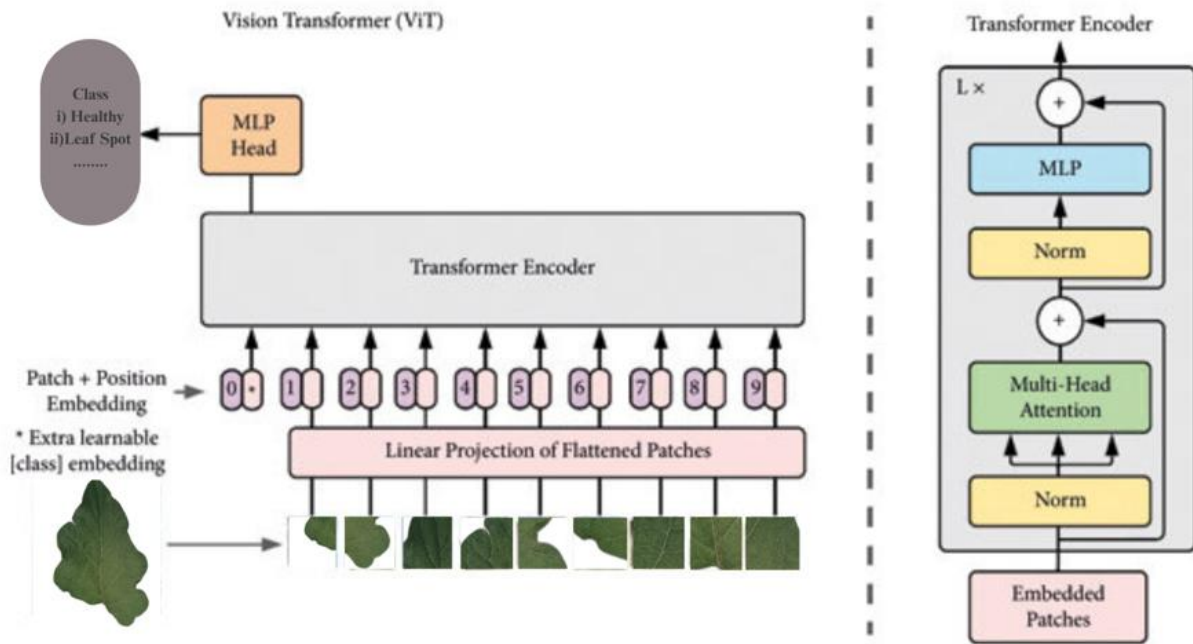 Vision Transformer (ViT)
Class
i) Healthy
ii)Leaf Spot
........
MLP
Head
Transformer Encoder
Patch + Position
Embedding
0 * 1 2 3 4 5 6 7 8 9
* Extra learnable
[class] embedding
Linear Projection of Flattened Patches
Transformer Encoder
L ×
+
MLP
Norm
+
Multi-Head
Attention
Norm
Embedded
Patches